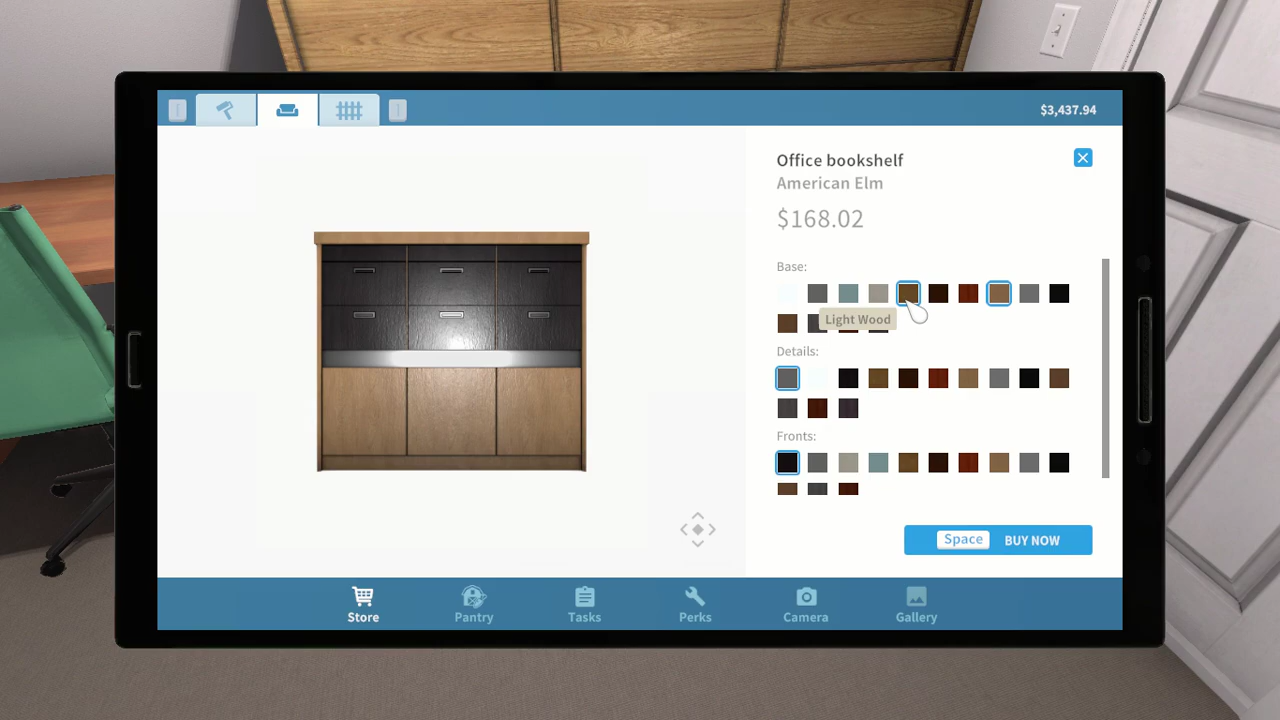 $3,437.94
Office bookshelf
American Elm
$168.02
Base:
Light Wood
Details:
Fronts:
Space BUY NOW
Store Pantry Tasks Perks Camera Gallery